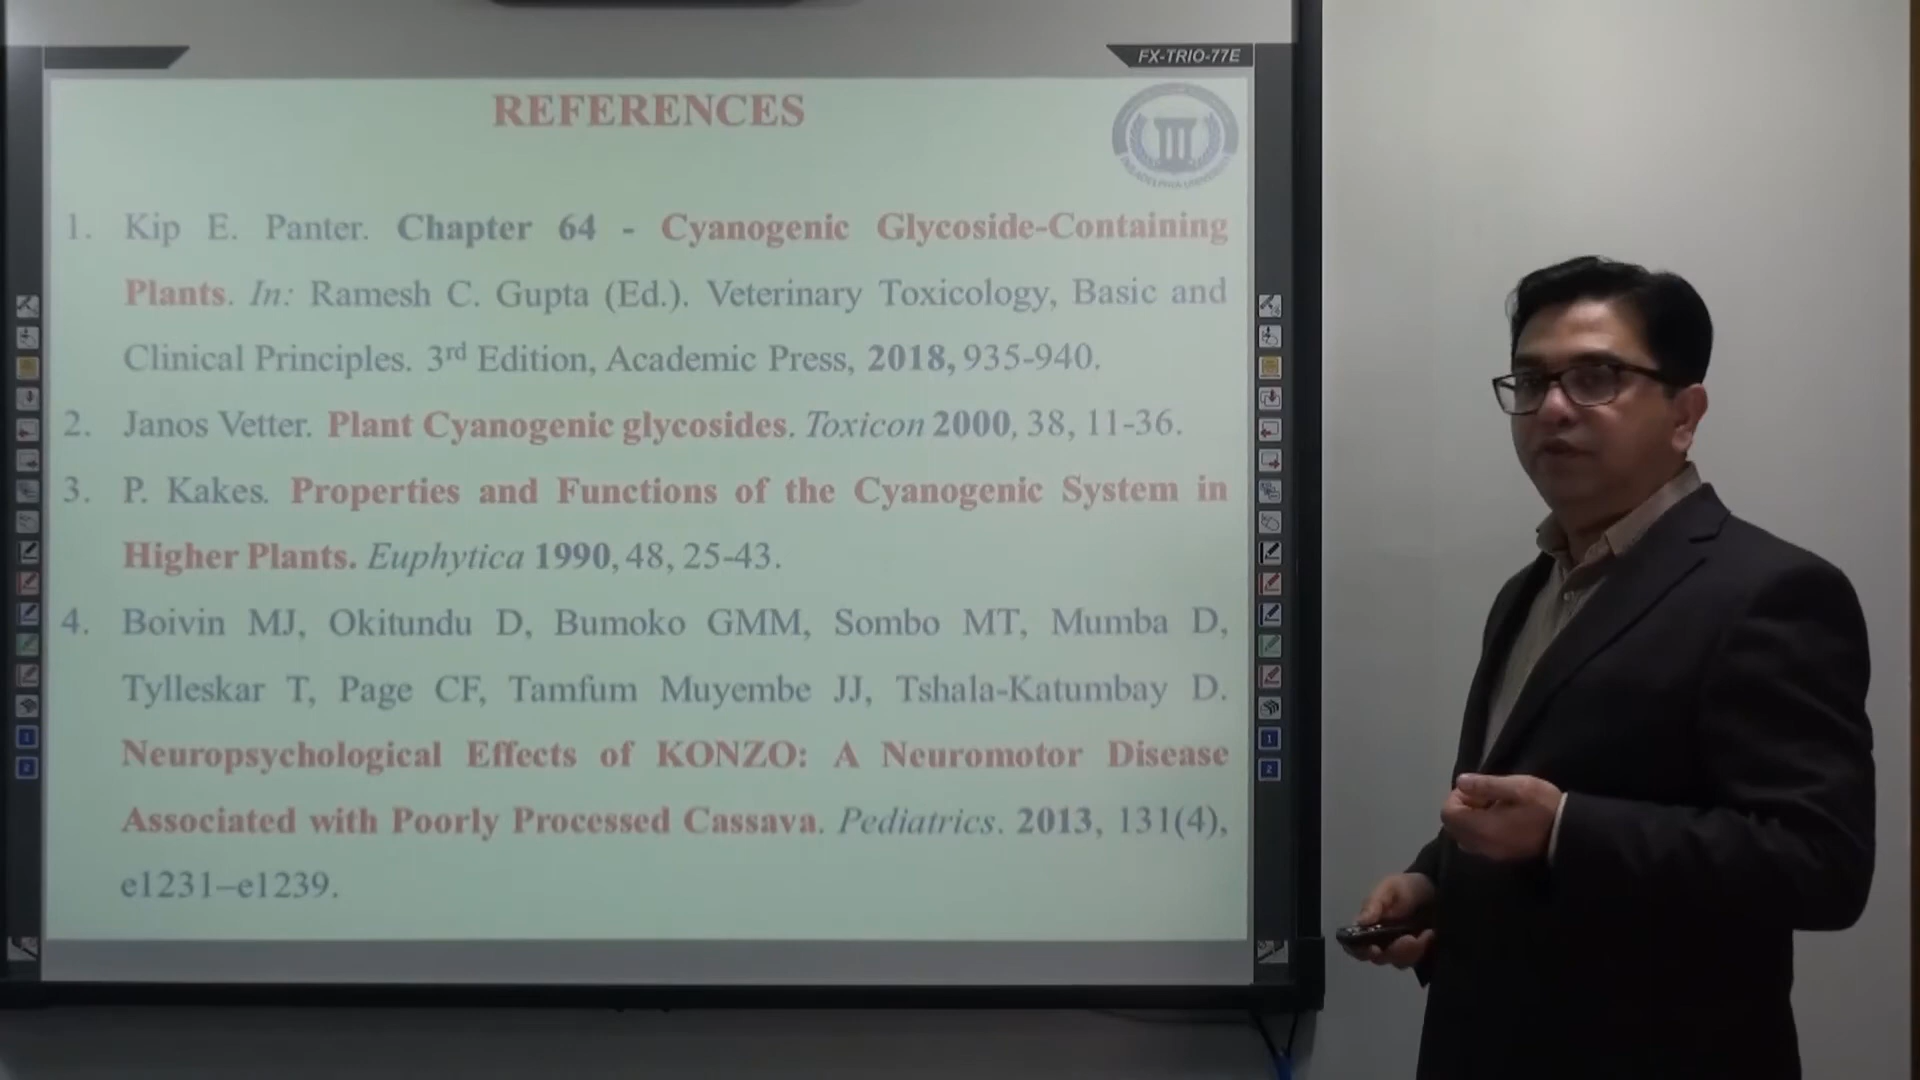 FX-TRIO-77E
REFERENCES
1. Kip E. Panter. Chapter 64 - Cyanogenic Glycoside-Containing
Plants. In: Ramesh C. Gupta (Ed.). Veterinary Toxicology, Basic and
Clinical Principles. 3rd Edition, Academic Press, 2018, 935-940.
2. Janos Vetter. Plant Cyanogenic glycosides. Toxicon 2000, 38, 11-36.
3. P. Kakes. Properties and Functions of the Cyanogenic System in
Higher Plants. Euphytica 1990, 48, 25-43.
4. Boivin MJ, Okitundu D, Bumoko GMM, Sombo MT, Mumba D,
Tylleskar T, Page CF, Tamfum Muyembe JJ, Tshala-Katumbay D.
Neuropsychological Effects of KONZO: A Neuromotor Disease
Associated with Poorly Processed Cassava. Pediatrics. 2013, 131(4),
e1231–e1239.
1
2
1
2